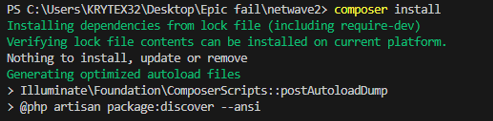 PS C:\Users\KRYTEX32\Desktop\Epic fail\netwave2> composer install
Installing dependencies from lock file (including require-dev)
Verifying lock file contents can be installed on current platform.
Nothing to install, update or remove
Generating optimized autoload files
> Illuminate\Foundation\ComposerScripts::postAutoloadDump
> @php artisan package:discover --ansi